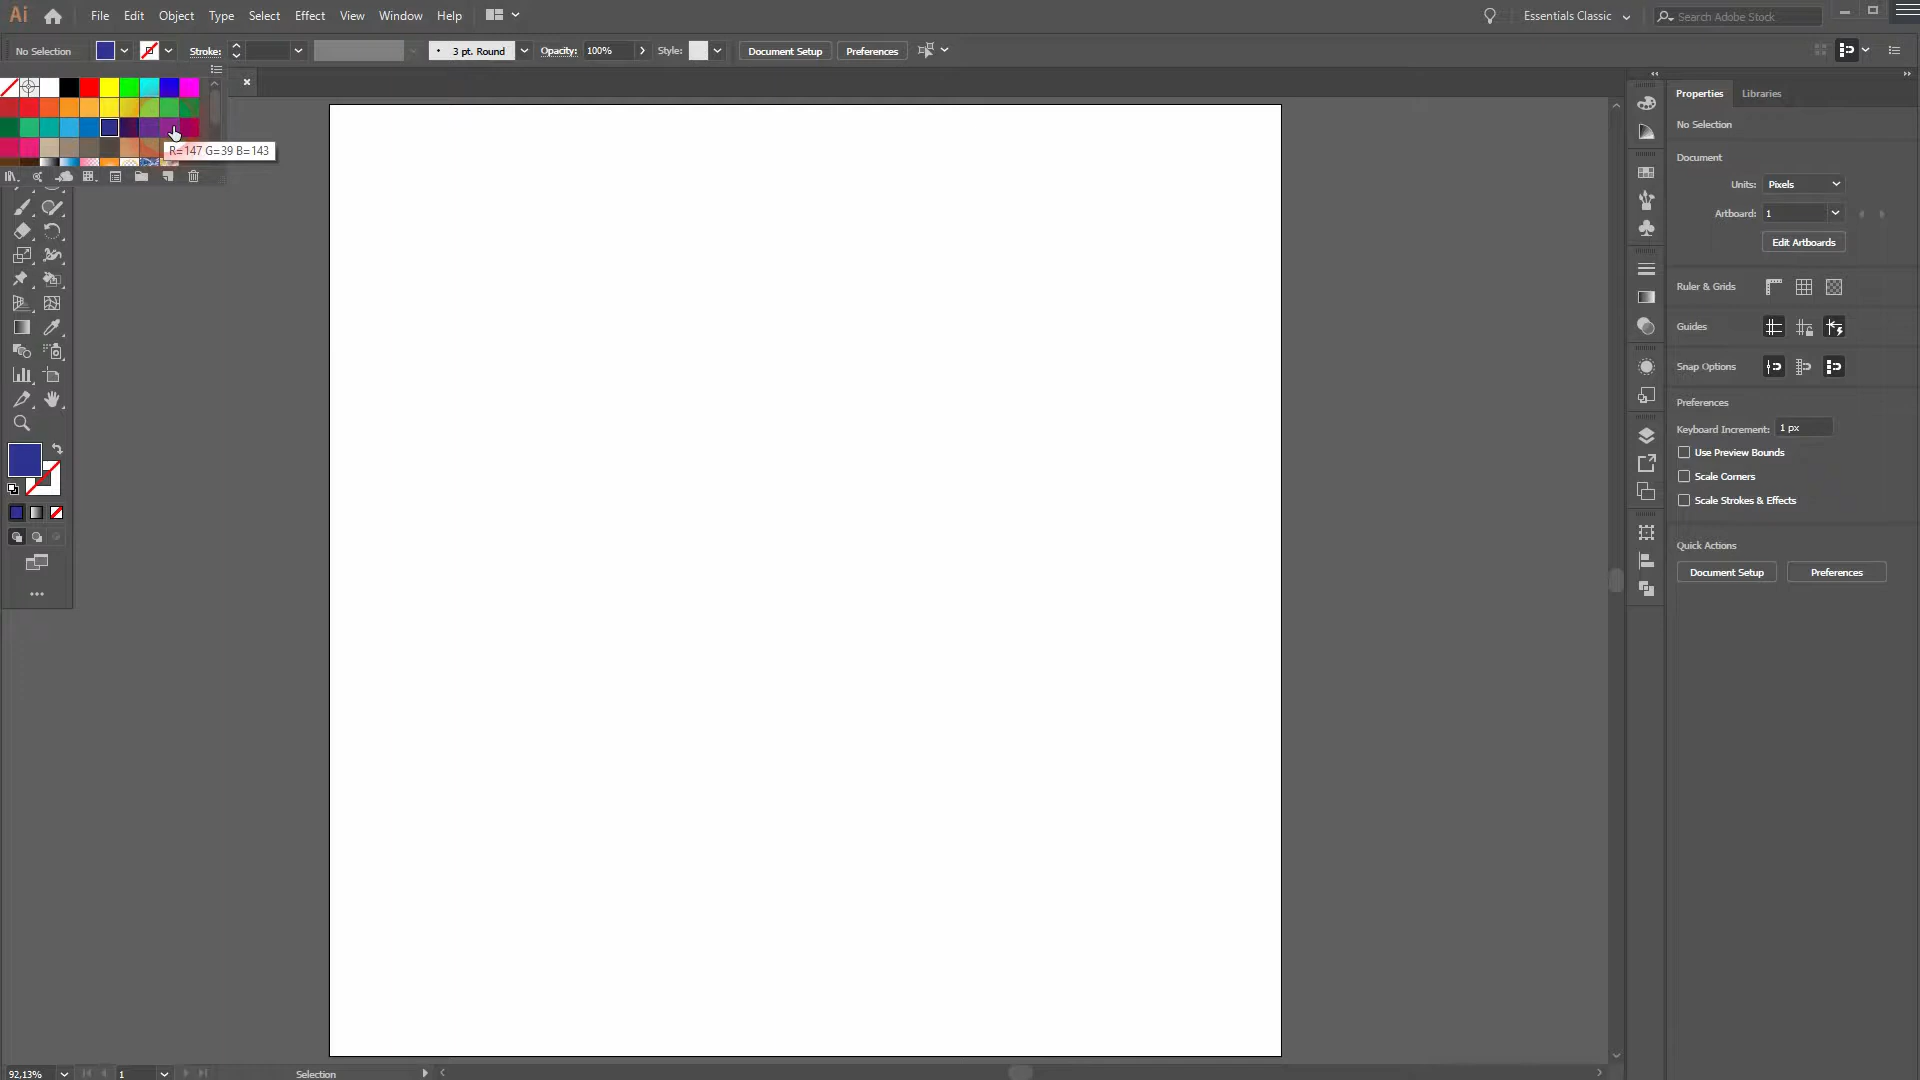 Ai File Edit Object Type Select Effect View Window Help
Essentials Classic
Search Adobe Stock
No Selection
Stroke:
3 pt. Round
Opacity: 100%
Style:
Document Setup
Preferences
R=147 G=39 B=143
Properties
Libraries
No Selection
Document
Units: Pixels
Artboard: 1
Edit Artboards
Ruler & Grids
Guides
Snap Options
Preferences
Keyboard Increment: 1 px
Use Preview Bounds
Scale Corners
Scale Strokes & Effects
Quick Actions
Document Setup
Preferences
92,13%
1
Selection